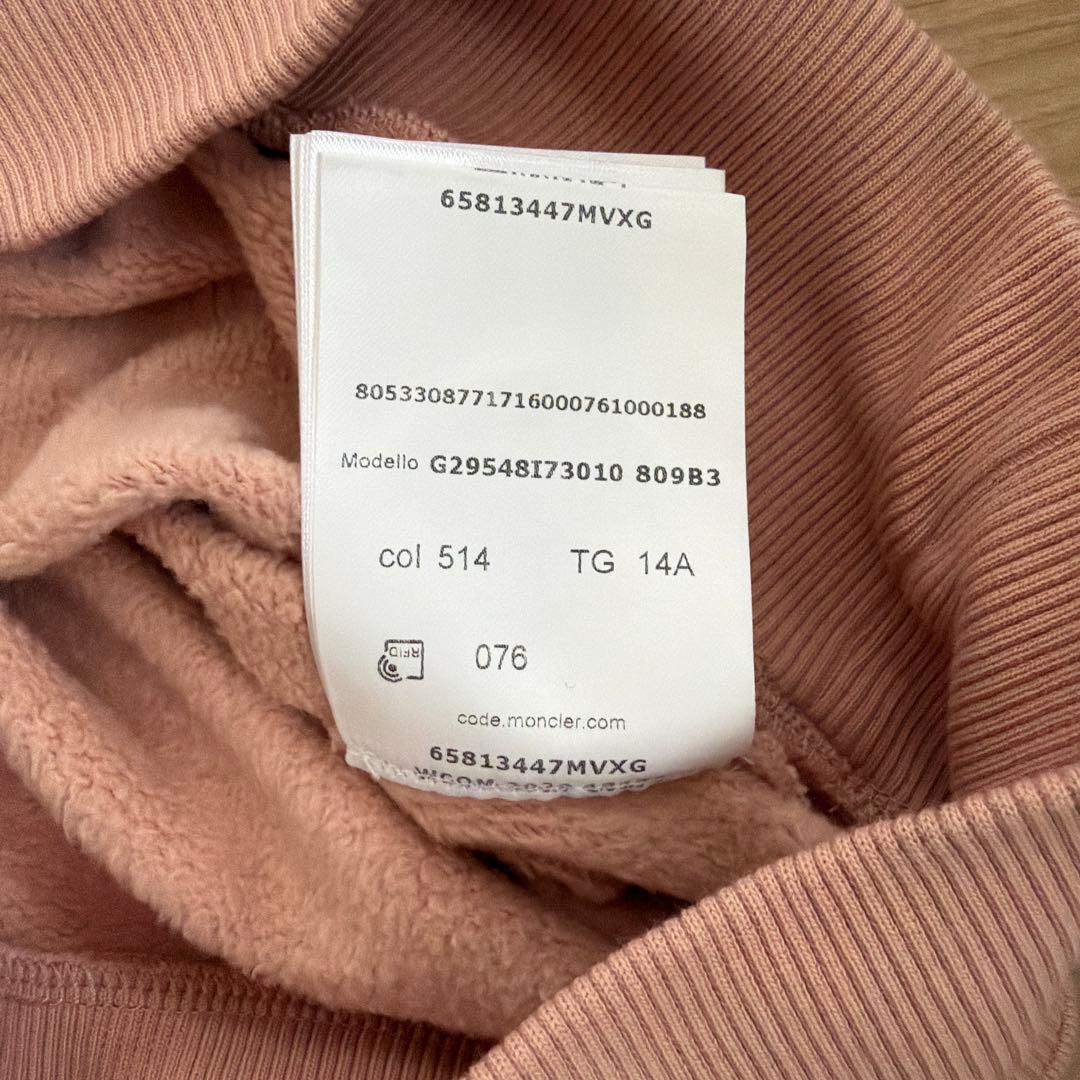 65813447MVXG
8053308771716000761000188
Modello G29548I73010 809B3
col 514 TG 14A
RFID 076
code.moncler.com
65813447MVXG